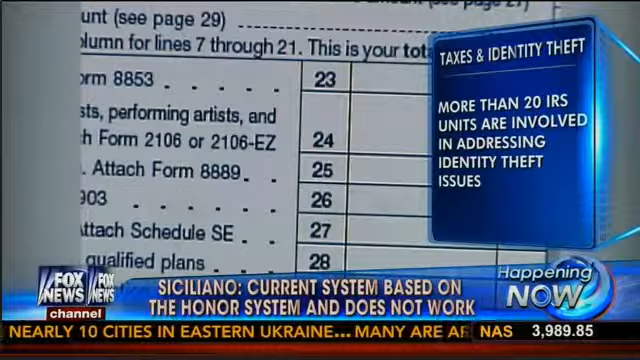 unt (see page 29)
olumn for lines 7 through 21. This is your tota
orm 8853
23
sts, performing artists, and
h Form 2106 or 2106-EZ
24
. Attach Form 8889
25
903
26
Attach Schedule SE
27
qualified plans
28
TAXES & IDENTITY THEFT
MORE THAN 20 IRS
UNITS ARE INVOLVED
IN ADDRESSING
IDENTITY THEFT
ISSUES
FOX NEWS channel
FOX NEWS
SICILIANO: CURRENT SYSTEM BASED ON
THE HONOR SYSTEM AND DOES NOT WORK
Happening
NOW
NEARLY 10 CITIES IN EASTERN UKRAINE... MANY ARE AF
NAS 3,989.85